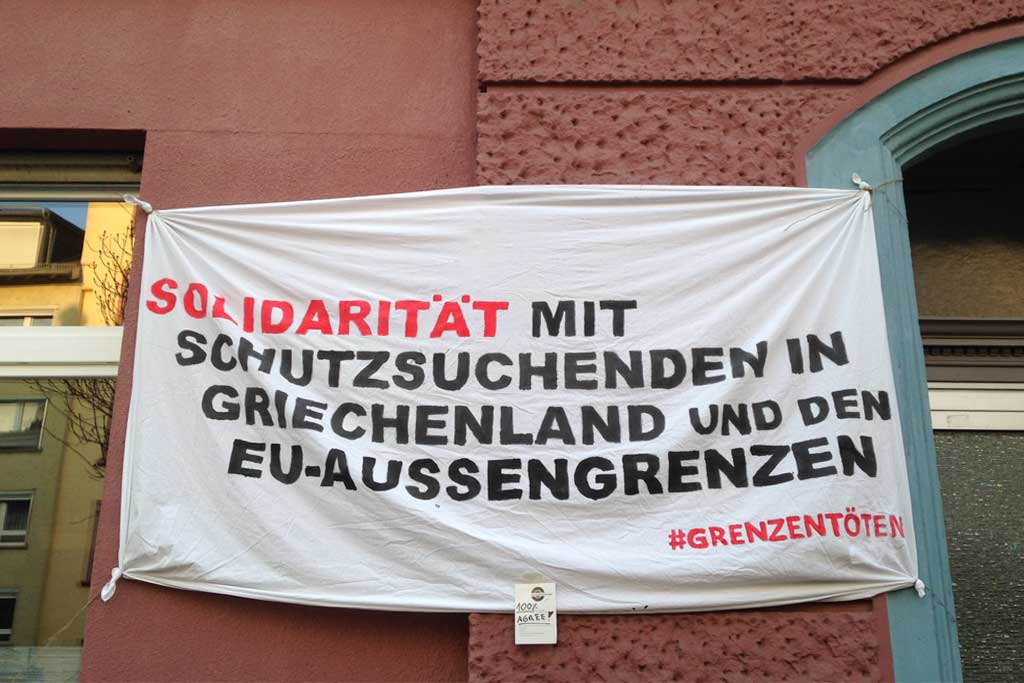 SOLIDARITÄT MIT
SCHUTZSUCHENDEN IN
GRIECHENLAND UND DEN
EU-AUSSENGRENZEN
#GRENZENTÖTEN
100%
AGREE!